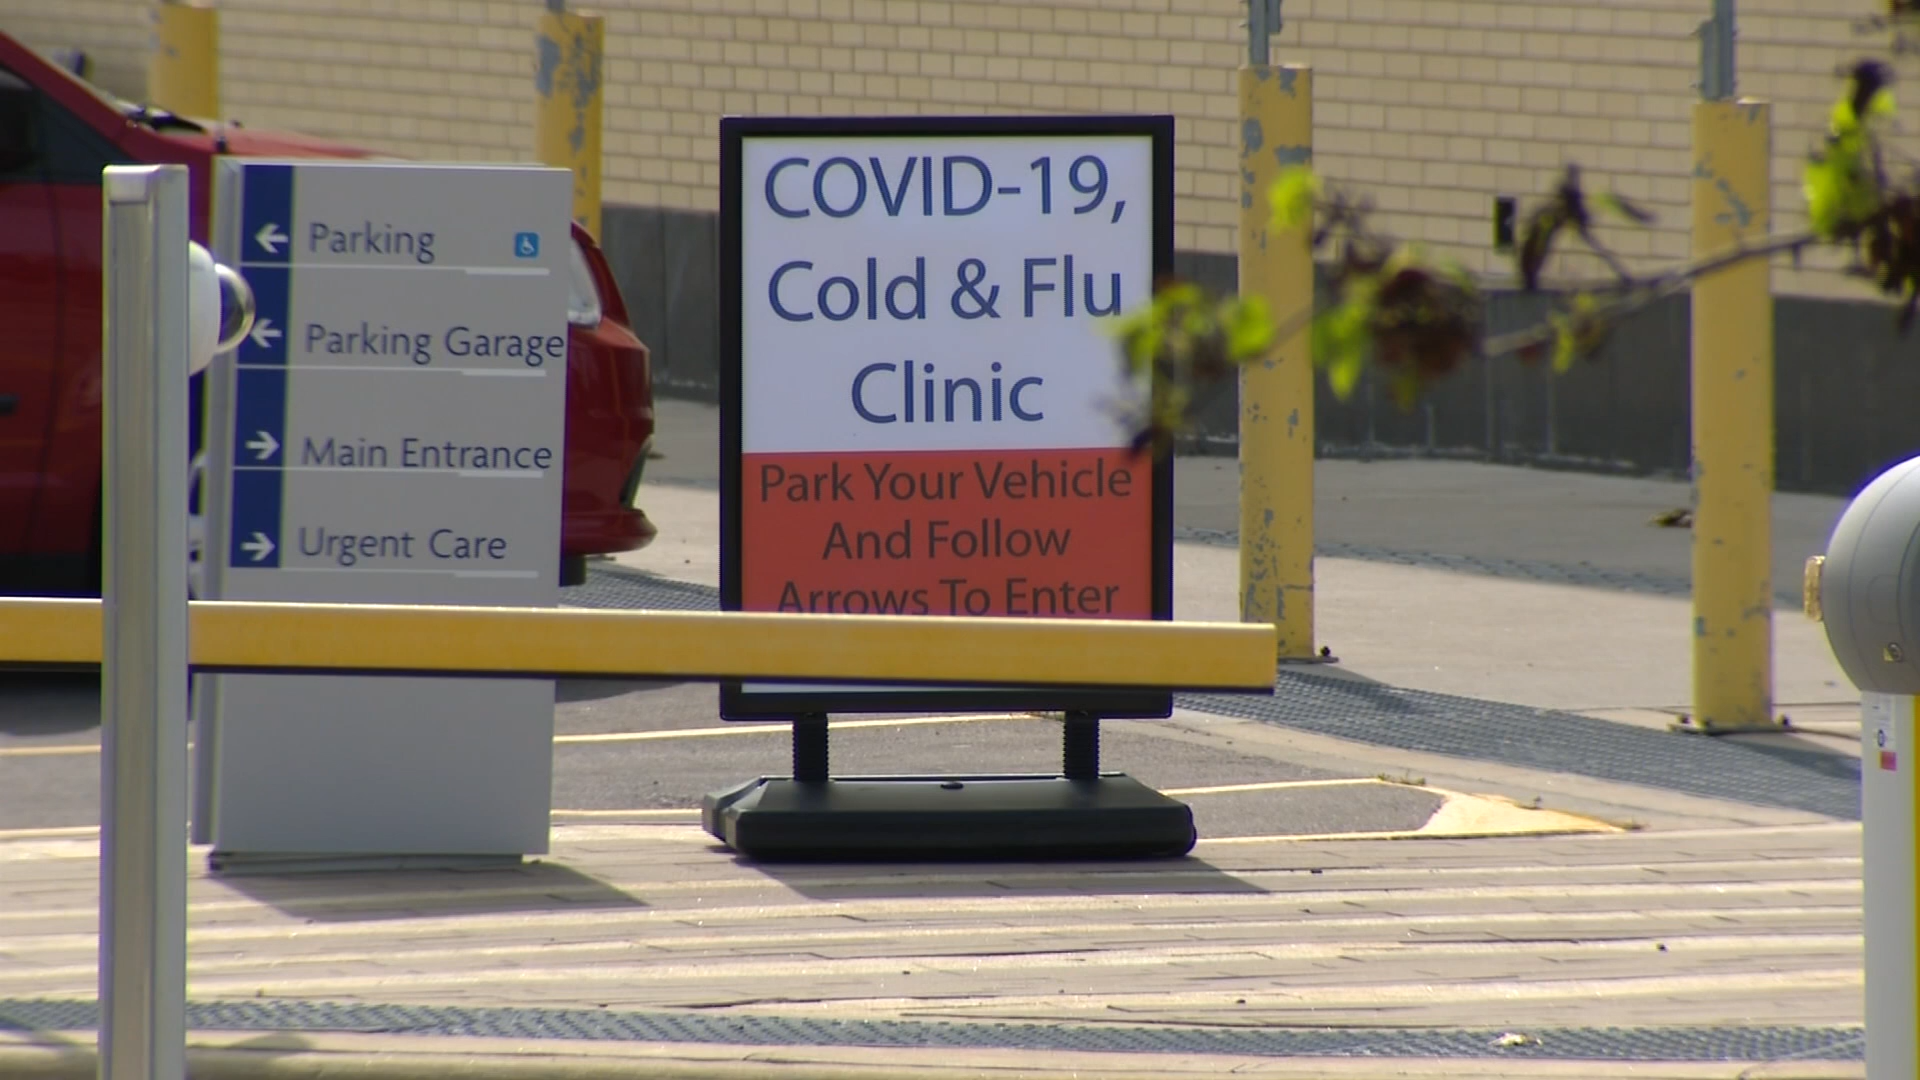 Parking
Parking Garage
Main Entrance
Urgent Care
COVID-19,
Cold & Flu
Clinic
Park Your Vehicle
And Follow
Arrows To Enter